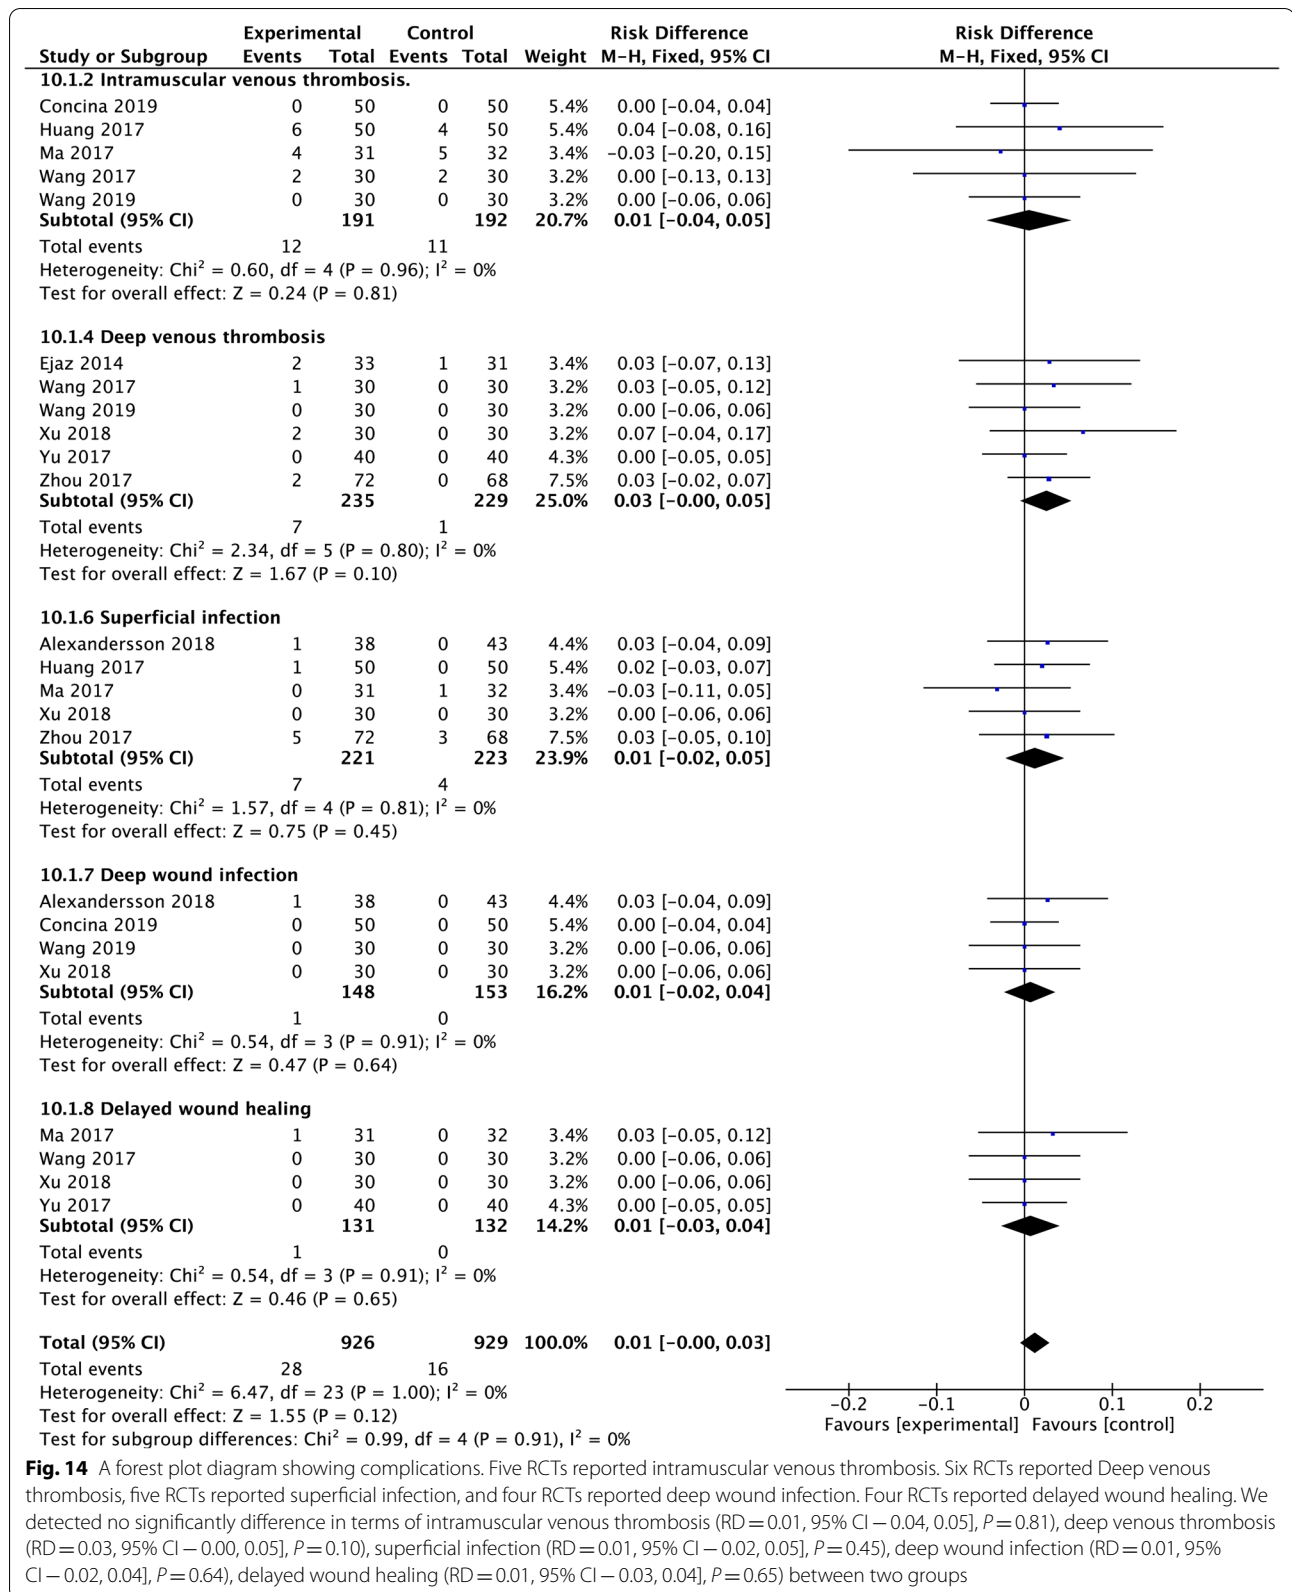 Experimental Control Risk Difference Risk Difference
Study or Subgroup Events Total Events Total Weight M-H, Fixed, 95% CI M-H, Fixed, 95% CI
10.1.2 Intramuscular venous thrombosis.
Concina 2019 0 50 0 50 5.4% 0.00 [-0.04, 0.04]
Huang 2017 6 50 4 50 5.4% 0.04 [-0.08, 0.16]
Ma 2017 4 31 5 32 3.4% -0.03 [-0.20, 0.15]
Wang 2017 2 30 2 30 3.2% 0.00 [-0.13, 0.13]
Wang 2019 0 30 0 30 3.2% 0.00 [-0.06, 0.06]
Subtotal (95% CI) 191 192 20.7% 0.01 [-0.04, 0.05]
Total events 12 11
Heterogeneity: Chi² = 0.60, df = 4 (P = 0.96); I² = 0%
Test for overall effect: Z = 0.24 (P = 0.81)
10.1.4 Deep venous thrombosis
Ejaz 2014 2 33 1 31 3.4% 0.03 [-0.07, 0.13]
Wang 2017 1 30 0 30 3.2% 0.03 [-0.05, 0.12]
Wang 2019 0 30 0 30 3.2% 0.00 [-0.06, 0.06]
Xu 2018 2 30 0 30 3.2% 0.07 [-0.04, 0.17]
Yu 2017 0 40 0 40 4.3% 0.00 [-0.05, 0.05]
Zhou 2017 2 72 0 68 7.5% 0.03 [-0.02, 0.07]
Subtotal (95% CI) 235 229 25.0% 0.03 [-0.00, 0.05]
Total events 7 1
Heterogeneity: Chi² = 2.34, df = 5 (P = 0.80); I² = 0%
Test for overall effect: Z = 1.67 (P = 0.10)
10.1.6 Superficial infection
Alexandersson 2018 1 38 0 43 4.4% 0.03 [-0.04, 0.09]
Huang 2017 1 50 0 50 5.4% 0.02 [-0.03, 0.07]
Ma 2017 0 31 1 32 3.4% -0.03 [-0.11, 0.05]
Xu 2018 0 30 0 30 3.2% 0.00 [-0.06, 0.06]
Zhou 2017 5 72 3 68 7.5% 0.03 [-0.05, 0.10]
Subtotal (95% CI) 221 223 23.9% 0.01 [-0.02, 0.05]
Total events 7 4
Heterogeneity: Chi² = 1.57, df = 4 (P = 0.81); I² = 0%
Test for overall effect: Z = 0.75 (P = 0.45)
10.1.7 Deep wound infection
Alexandersson 2018 1 38 0 43 4.4% 0.03 [-0.04, 0.09]
Concina 2019 0 50 0 50 5.4% 0.00 [-0.04, 0.04]
Wang 2019 0 30 0 30 3.2% 0.00 [-0.06, 0.06]
Xu 2018 0 30 0 30 3.2% 0.00 [-0.06, 0.06]
Subtotal (95% CI) 148 153 16.2% 0.01 [-0.02, 0.04]
Total events 1 0
Heterogeneity: Chi² = 0.54, df = 3 (P = 0.91); I² = 0%
Test for overall effect: Z = 0.47 (P = 0.64)
10.1.8 Delayed wound healing
Ma 2017 1 31 0 32 3.4% 0.03 [-0.05, 0.12]
Wang 2017 0 30 0 30 3.2% 0.00 [-0.06, 0.06]
Xu 2018 0 30 0 30 3.2% 0.00 [-0.06, 0.06]
Yu 2017 0 40 0 40 4.3% 0.00 [-0.05, 0.05]
Subtotal (95% CI) 131 132 14.2% 0.01 [-0.03, 0.04]
Total events 1 0
Heterogeneity: Chi² = 0.54, df = 3 (P = 0.91); I² = 0%
Test for overall effect: Z = 0.46 (P = 0.65)
Total (95% CI) 926 929 100.0% 0.01 [-0.00, 0.03]
Total events 28 16
Heterogeneity: Chi² = 6.47, df = 23 (P = 1.00); I² = 0%
Test for overall effect: Z = 1.55 (P = 0.12)
Test for subgroup differences: Chi² = 0.99, df = 4 (P = 0.91), I² = 0%
-0.2 -0.1 0 0.1 0.2
Favours [experimental] Favours [control]
Fig. 14 A forest plot diagram showing complications. Five RCTs reported intramuscular venous thrombosis. Six RCTs reported Deep venous
thrombosis, five RCTs reported superficial infection, and four RCTs reported deep wound infection. Four RCTs reported delayed wound healing. We
detected no significantly difference in terms of intramuscular venous thrombosis (RD = 0.01, 95% CI − 0.04, 0.05], P = 0.81), deep venous thrombosis
(RD = 0.03, 95% CI − 0.00, 0.05], P = 0.10), superficial infection (RD = 0.01, 95% CI − 0.02, 0.05], P = 0.45), deep wound infection (RD = 0.01, 95%
CI − 0.02, 0.04], P = 0.64), delayed wound healing (RD = 0.01, 95% CI − 0.03, 0.04], P = 0.65) between two groups